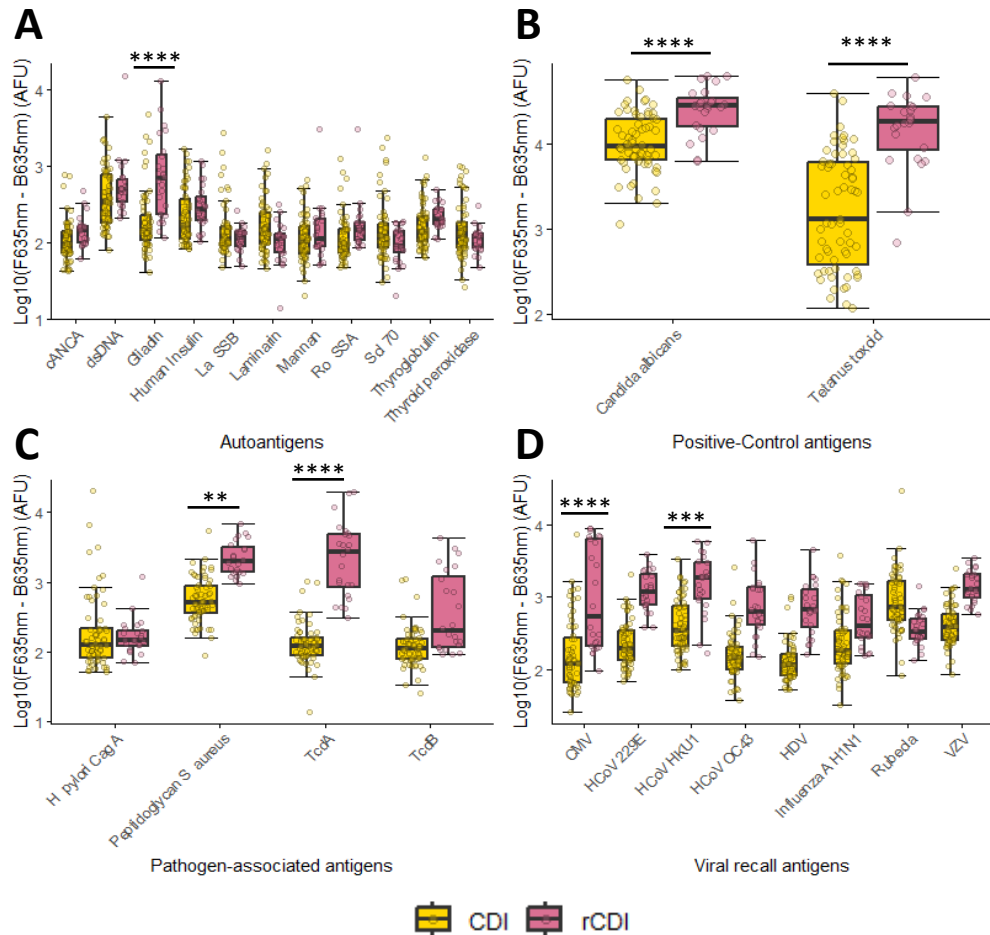 A
B
Log10(F635nm - B635nm) (AFU)
4
3
2
1
****
cANCA
dsDNA
Gliadin
Human Insulin
La SSB
Laminarin
Mannan
Ro SSA
Scl 70
Thyroglobulin
Thyroid peroxidase
Autoantigens
Log10(F635nm - B635nm) (AFU)
4
3
2
****
****
Candida albicans
Tetanus toxoid
Positive-Control antigens
C
D
Log10(F635nm - B635nm) (AFU)
4
3
2
1
**
****
H pylori Cag A
Peptidoglycan S aureus
TcdA
TcdB
Pathogen-associated antigens
Log10(F635nm - B635nm) (AFU)
4
3
2
****
***
CMV
HCoV 229E
HCoV HKU1
HCoV OC43
HDV
Influenza A H1N1
Rubeola
VZV
Viral recall antigens
CDI rCDI